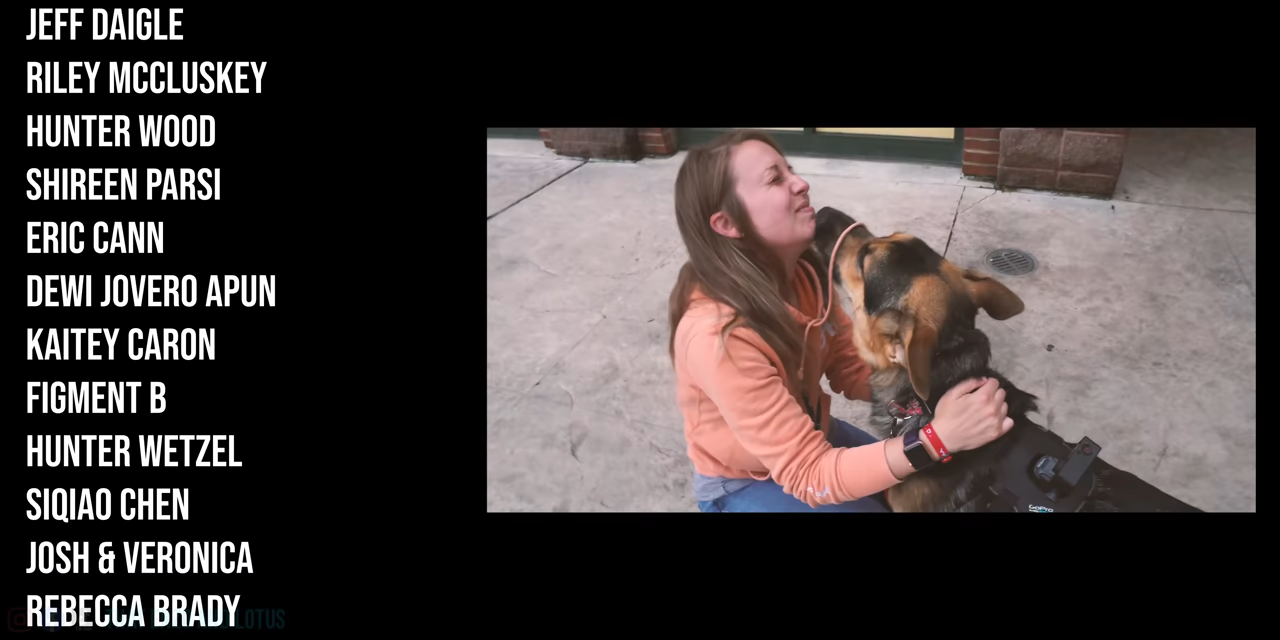 JEFF DAIGLE
RILEY MCCLUSKEY
HUNTER WOOD
SHIREEN PARSI
ERIC CANN
DEWI JOVERO APUN
KAITEY CARON
FIGMENT B
HUNTER WETZEL
SIQIAO CHEN
JOSH & VERONICA
REBECCA BRADY
GoPro